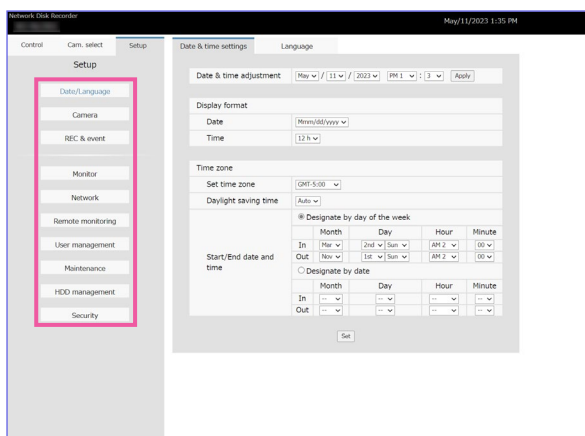 Network Disk Recorder
May/11/2023 1:35 PM
Control Cam. select Setup
Setup
Date/Language
Camera
REC & event
Monitor
Network
Remote monitoring
User management
Maintenance
HDD management
Security
Date & time settings Language
Date & time adjustment May / 11 / 2023 PM 1 : 3 Apply
Display format
Date Mmm/dd/yyyy
Time 12 h
Time zone
Set time zone GMT-5:00
Daylight saving time Auto
Start/End date and time
Designate by day of the week
Month Day Hour Minute
In Mar 2nd Sun AM 2 00
Out Nov 1st Sun AM 2 00
Designate by date
Month Day Hour Minute
In -- -- -- --
Out -- -- -- --
Set